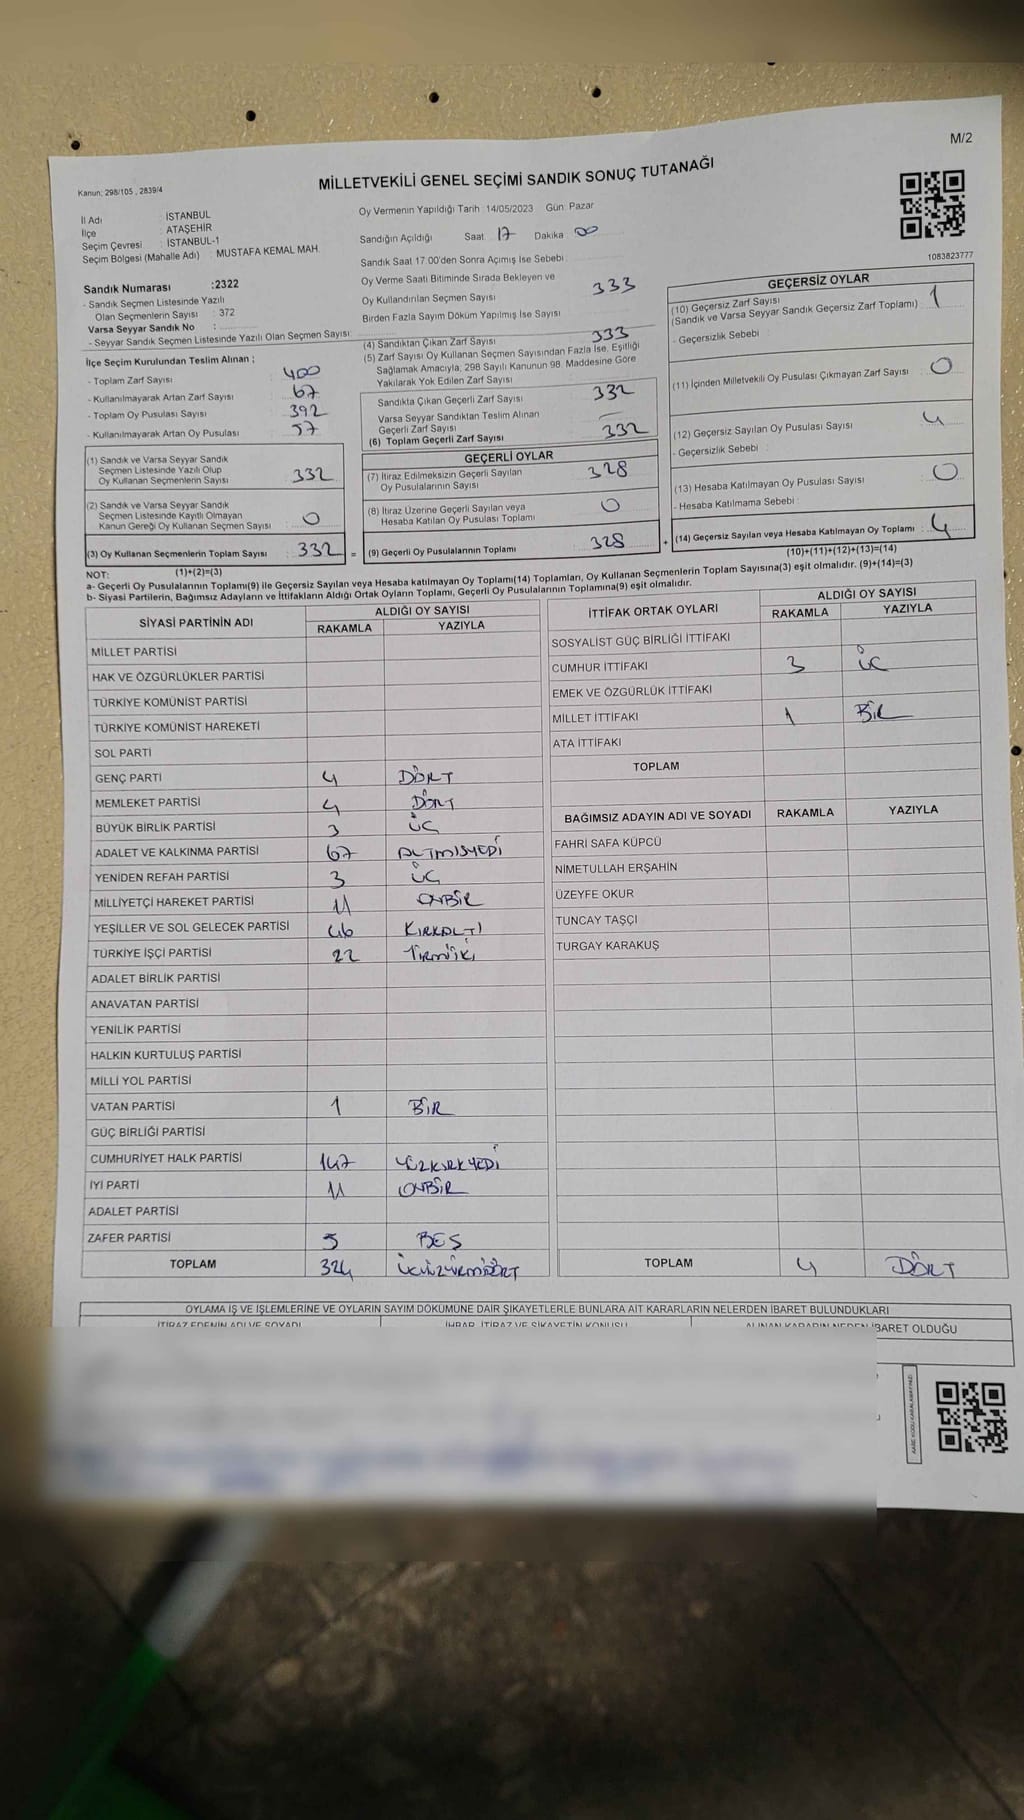 M/2
Kanun: 298/105 , 2839/4
MİLLETVEKİLİ GENEL SEÇİMİ SANDIK SONUÇ TUTANAĞI
İl Adı : İSTANBUL
İlçe : ATAŞEHİR
Seçim Çevresi : İSTANBUL-1
Seçim Bölgesi (Mahalle Adı) : MUSTAFA KEMAL MAH.
Sandık Numarası :2322
- Sandık Seçmen Listesinde Yazılı
Olan Seçmenlerin Sayısı : 372
Varsa Seyyar Sandık No :
- Seyyar Sandık Seçmen Listesinde Yazılı Olan Seçmen Sayısı:
İlçe Seçim Kurulundan Teslim Alınan ;
- Toplam Zarf Sayısı 400
- Kullanılmayarak Artan Zarf Sayısı 67
- Toplam Oy Pusulası Sayısı 392
- Kullanılmayarak Artan Oy Pusulası 57
(1) Sandık ve Varsa Seyyar Sandık
Seçmen Listesinde Yazılı Olup
Oy Kullanan Seçmenlerin Sayısı 332
(2) Sandık ve Varsa Seyyar Sandık
Seçmen Listesinde Kayıtlı Olmayan
Kanun Gereği Oy Kullanan Seçmen Sayısı 0
(3) Oy Kullanan Seçmenlerin Toplam Sayısı : 332 =
(1)+(2)=(3)
Oy Vermenin Yapıldığı Tarih : 14/05/2023 Gün: Pazar
Sandığın Açıldığı Saat 17 Dakika 00
Sandık Saat 17:00'den Sonra Açımış İse Sebebi :
Oy Verme Saati Bitiminde Sırada Bekleyen ve
Oy Kullandırılan Seçmen Sayısı 333
Birden Fazla Sayım Döküm Yapılmış İse Sayısı
(4) Sandıktan Çıkan Zarf Sayısı 333
(5) Zarf Sayısı Oy Kullanan Seçmen Sayısından Fazla İse, Eşitliği
Sağlamak Amacıyla, 298 Sayılı Kanunun 98. Maddesine Göre
Yakılarak Yok Edilen Zarf Sayısı
Sandıkta Çıkan Geçerli Zarf Sayısı 332
Varsa Seyyar Sandıktan Teslim Alınan
Geçerli Zarf Sayısı —
(6) Toplam Geçerli Zarf Sayısı 332
GEÇERLİ OYLAR
(7) İtiraz Edilmeksizin Geçerli Sayılan
Oy Pusulalarının Sayısı 328
(8) İtiraz Üzerine Geçerli Sayılan veya
Hesaba Katılan Oy Pusulası Toplamı 0
(9) Geçerli Oy Pusulalarının Toplamı 328 +
1083823777
GEÇERSİZ OYLAR
(10) Geçersiz Zarf Sayısı
(Sandık ve Varsa Seyyar Sandık Geçersiz Zarf Toplamı) : 1
- Geçersizlik Sebebi :
(11) İçinden Milletvekili Oy Pusulası Çıkmayan Zarf Sayısı 0
(12) Geçersiz Sayılan Oy Pusulası Sayısı 4
- Geçersizlik Sebebi :
(13) Hesaba Katılmayan Oy Pusulası Sayısı 0
- Hesaba Katılmama Sebebi :
(14) Geçersiz Sayılan veya Hesaba Katılmayan Oy Toplamı : 4
(10)+(11)+(12)+(13)=(14)
NOT:
a- Geçerli Oy Pusulalarının Toplamı(9) ile Geçersiz Sayılan veya Hesaba katılmayan Oy Toplamı(14) Toplamları, Oy Kullanan Seçmenlerin Toplam Sayısına(3) eşit olmalıdır. (9)+(14)=(3)
b- Siyasi Partilerin, Bağımsız Adayların ve İttifakların Aldığı Ortak Oyların Toplamı, Geçerli Oy Pusulalarının Toplamına(9) eşit olmalıdır.
SİYASİ PARTİNİN ADI ALDIĞI OY SAYISI
RAKAMLA YAZIYLA
MİLLET PARTİSİ
HAK VE ÖZGÜRLÜKLER PARTİSİ
TÜRKİYE KOMÜNİST PARTİSİ
TÜRKİYE KOMÜNİST HAREKETİ
SOL PARTİ
GENÇ PARTİ 4 DÖRT
MEMLEKET PARTİSİ 4 DÖRT
BÜYÜK BİRLİK PARTİSİ 3 ÜÇ
ADALET VE KALKINMA PARTİSİ 67 ALTMIŞYEDİ
YENİDEN REFAH PARTİSİ 3 ÜÇ
MİLLİYETÇİ HAREKET PARTİSİ 11 ONBİR
YEŞİLLER VE SOL GELECEK PARTİSİ 46 KIRKALTI
TÜRKİYE İŞÇİ PARTİSİ 22 Yirmiiki
ADALET BİRLİK PARTİSİ
ANAVATAN PARTİSİ
YENİLİK PARTİSİ
HALKIN KURTULUŞ PARTİSİ
MİLLİ YOL PARTİSİ
VATAN PARTİSİ 1 BİR
GÜÇ BİRLİĞİ PARTİSİ
CUMHURİYET HALK PARTİSİ 147 YÜZKIRKYEDİ
İYİ PARTİ 11 ONBİR
ADALET PARTİSİ
ZAFER PARTİSİ 5 BEŞ
TOPLAM 324 ÜÇYÜZYİRMİDÖRT
İTTİFAK ORTAK OYLARI ALDIĞI OY SAYISI
RAKAMLA YAZIYLA
SOSYALİST GÜÇ BİRLİĞİ İTTİFAKI
CUMHUR İTTİFAKI 3 ÜÇ
EMEK VE ÖZGÜRLÜK İTTİFAKI
MİLLET İTTİFAKI 1 BİR
ATA İTTİFAKI
TOPLAM
BAĞIMSIZ ADAYIN ADI VE SOYADI RAKAMLA YAZIYLA
FAHRİ SAFA KÜPCÜ
NİMETULLAH ERŞAHİN
ÜZEYFE OKUR
TUNCAY TAŞÇI
TURGAY KARAKUŞ
TOPLAM 4 DÖRT
OYLAMA İŞ VE İŞLEMLERİNE VE OYLARIN SAYIM DÖKÜMÜNE DAİR ŞİKAYETLERLE BUNLARA AİT KARARLARIN NELERDEN İBARET BULUNDUKLARI
İTİRAZ EDENİN ADI VE SOYADI İHBAR, İTİRAZ VE ŞİKAYETİN KONUSU ALINAN KARARIN NEDEN İBARET OLDUĞU